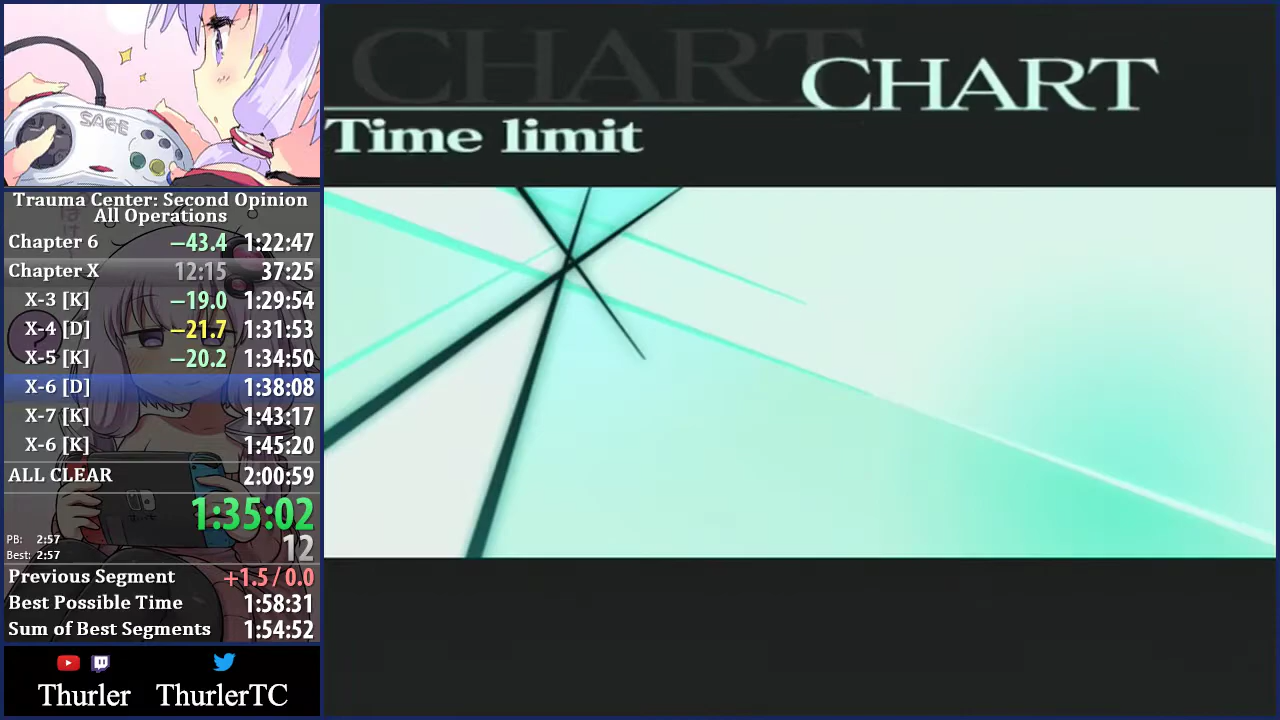 SAGE
Trauma Center: Second Opinion
All Operations
Chapter 6 −43.4 1:22:47
Chapter X 12:15 37:25
X-3 [K] −19.0 1:29:54
X-4 [D] −21.7 1:31:53
X-5 [K] −20.2 1:34:50
X-6 [D] 1:38:08
X-7 [K] 1:43:17
X-6 [K] 1:45:20
ALL CLEAR 2:00:59
1:35:02
PB: 2:57
Best: 2:57
12
Previous Segment +1.5 / 0.0
Best Possible Time 1:58:31
Sum of Best Segments 1:54:52
Thurler ThurlerTC
CHART
CHART
Time limit